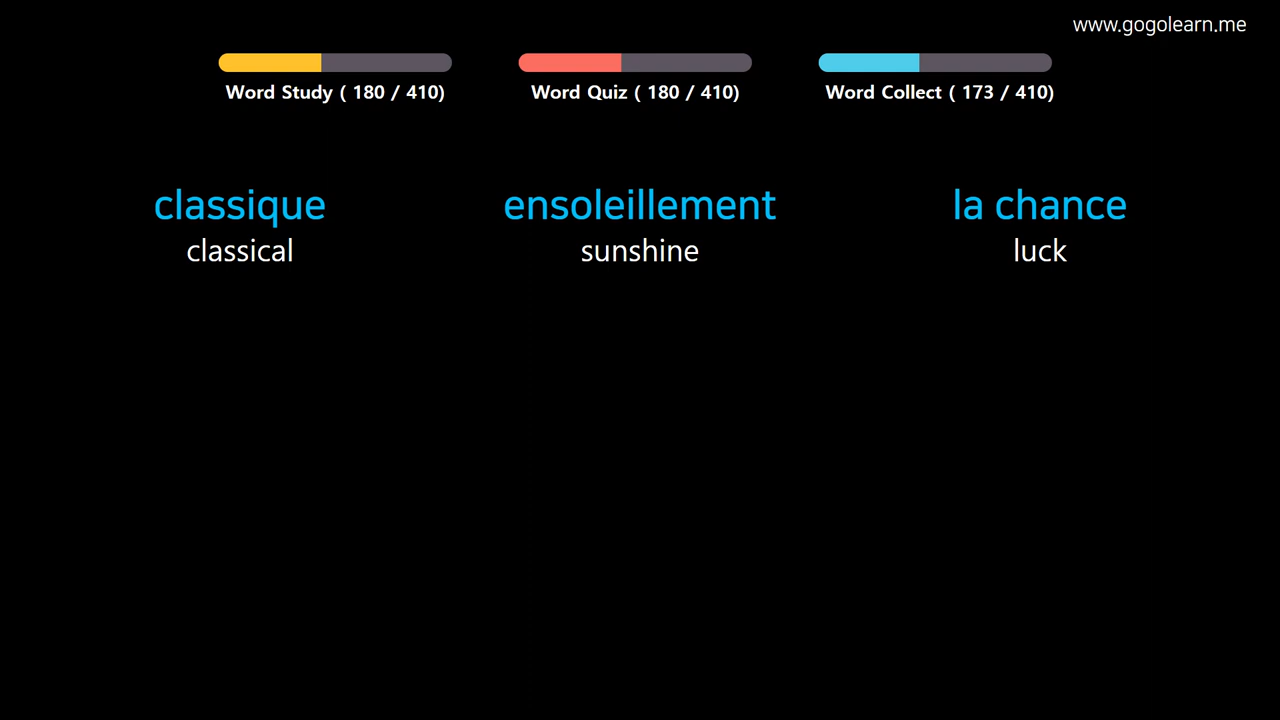 www.gogolearn.me
Word Study ( 180 / 410)
Word Quiz ( 180 / 410)
Word Collect ( 173 / 410)
classique
classical
ensoleillement
sunshine
la chance
luck